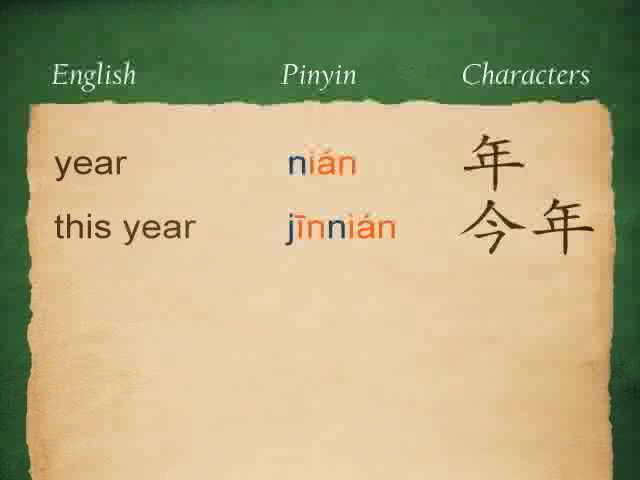 English Pinyin Characters
year nián 年
this year jīnnián 今年